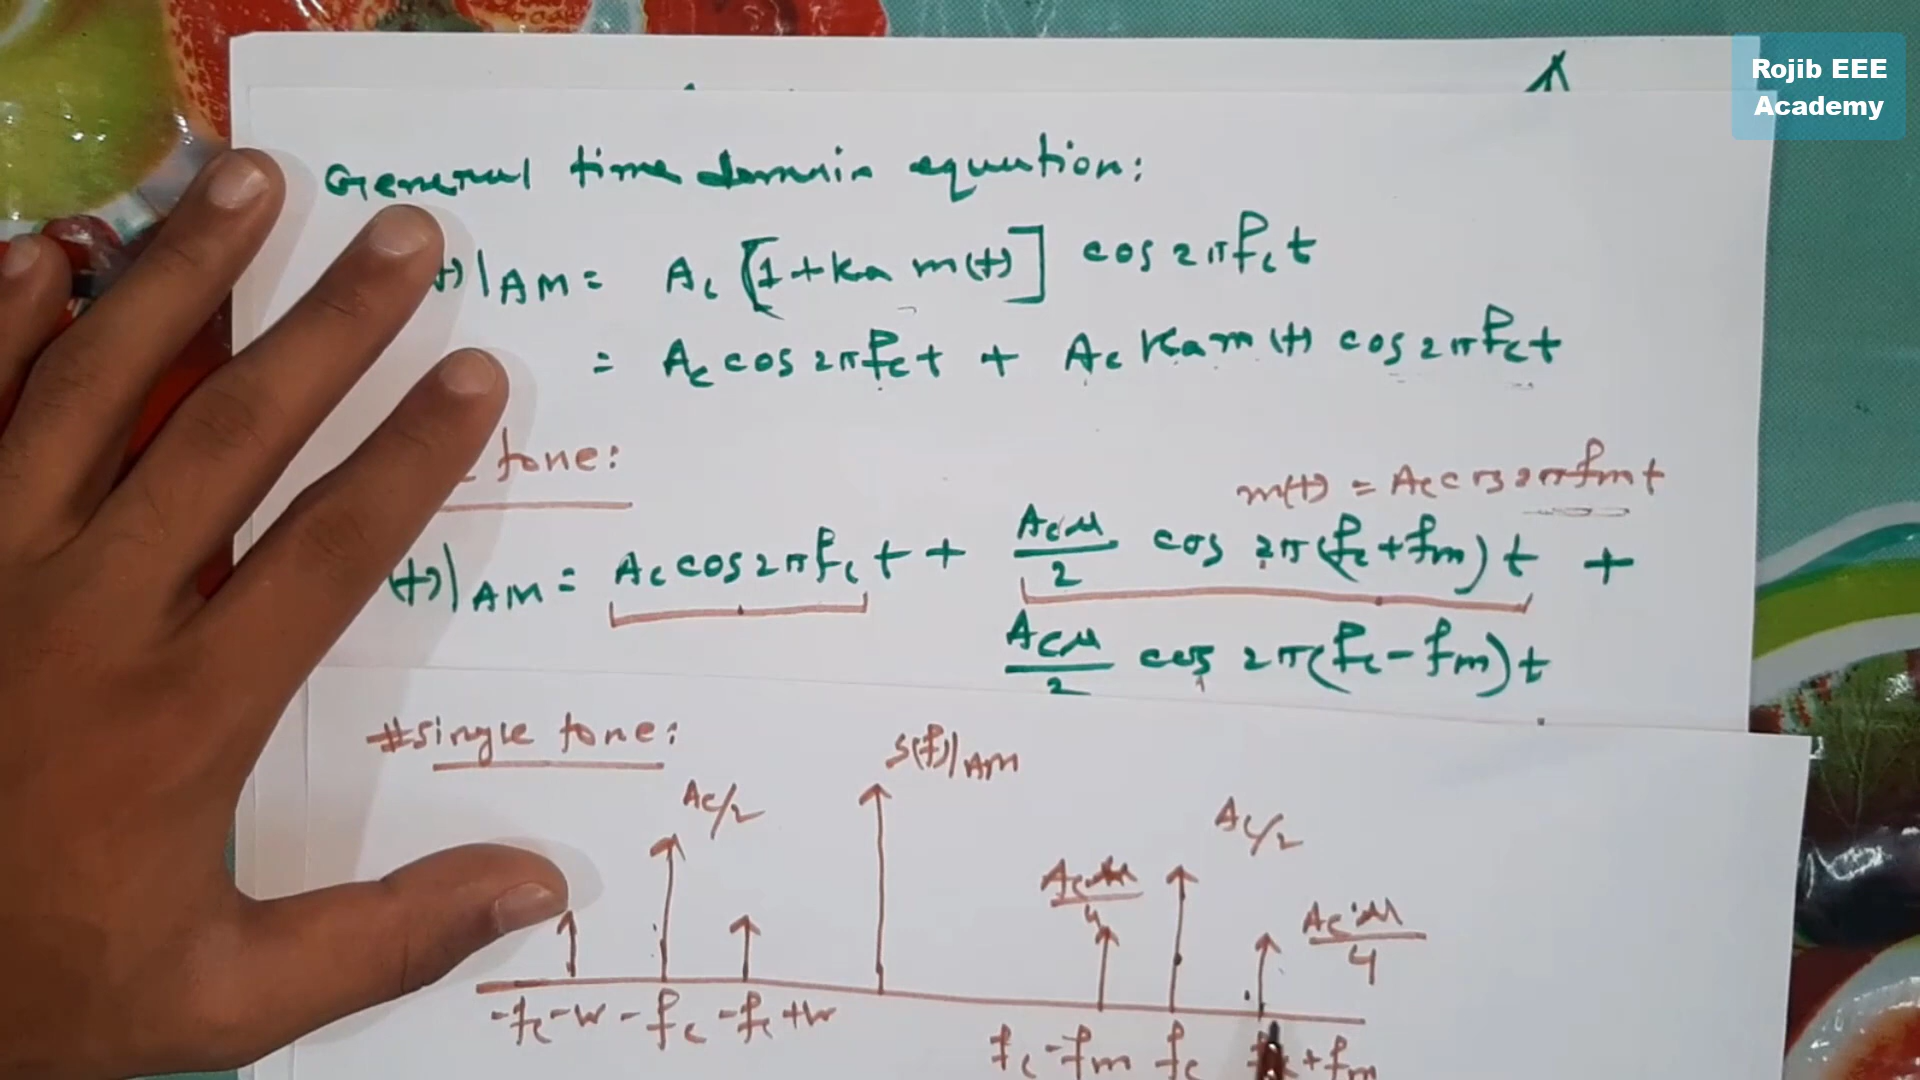 Rojib EEE
Academy
General time domain equation:
t)|AM = Ac [1+Ka m(t)] cos 2πfct
= Ac cos 2πfct + Ac Ka m(t) cos 2πfct
tone:
m(t) = Ac cos 2πfmt
(t)|AM = Ac cos 2πfct + Acμ/2 cos 2π(fc+fm)t +
Acμ/2 cos 2π(fc-fm)t
#single tone:
S(f)|AM
Ac/2
Ac/2
Acμ/4
Acμ/4
-fc-w -fc -fc+w
fc-fm fc fc+fm